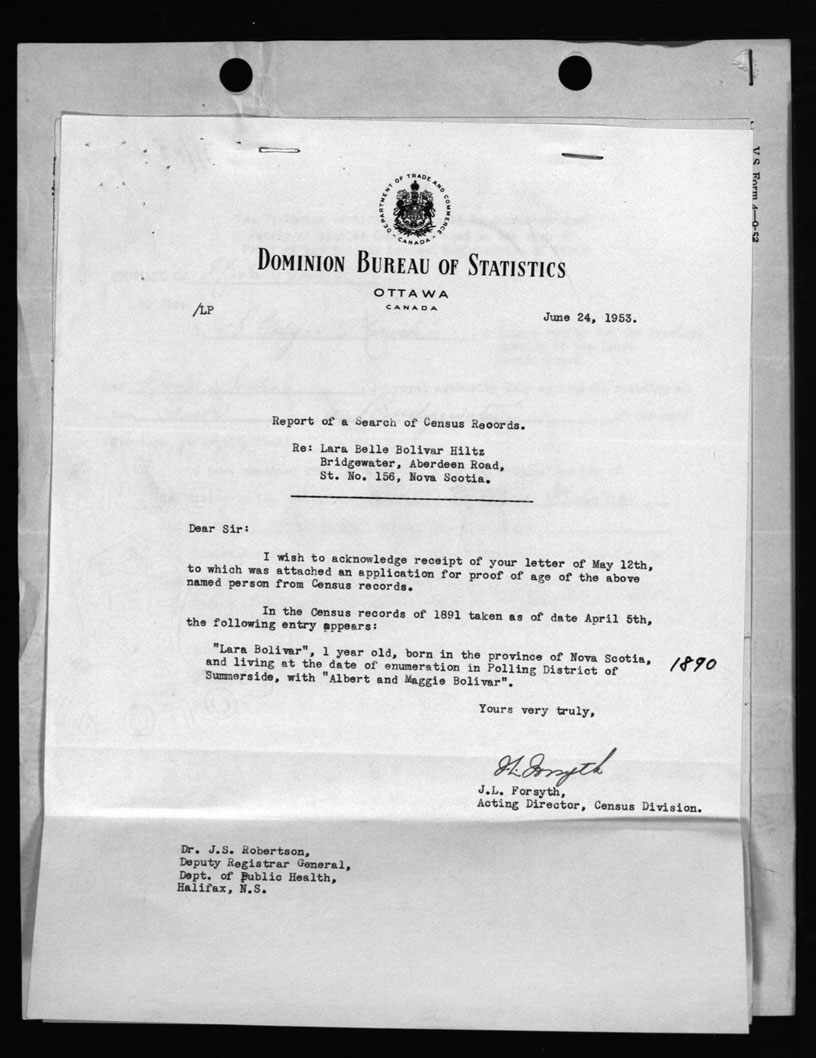 V.S. Form 4—0-52
DEPARTMENT OF TRADE AND COMMERCE
CANADA
DOMINION BUREAU OF STATISTICS
OTTAWA
CANADA
/LP
June 24, 1953.
Report of a Search of Census Records.
Re: Lara Belle Bolivar Hiltz
Bridgewater, Aberdeen Road,
St. No. 156, Nova Scotia.
Dear Sir:
I wish to acknowledge receipt of your letter of May 12th,
to which was attached an application for proof of age of the above
named person from Census records.
In the Census records of 1891 taken as of date April 5th,
the following entry appears:
"Lara Bolivar", 1 year old, born in the province of Nova Scotia,
and living at the date of enumeration in Polling District of
Summerside, with "Albert and Maggie Bolivar".
1890
Yours very truly,
J.L. Forsyth
J.L. Forsyth,
Acting Director, Census Division.
Dr. J.S. Robertson,
Deputy Registrar General,
Dept. of Public Health,
Halifax, N.S.